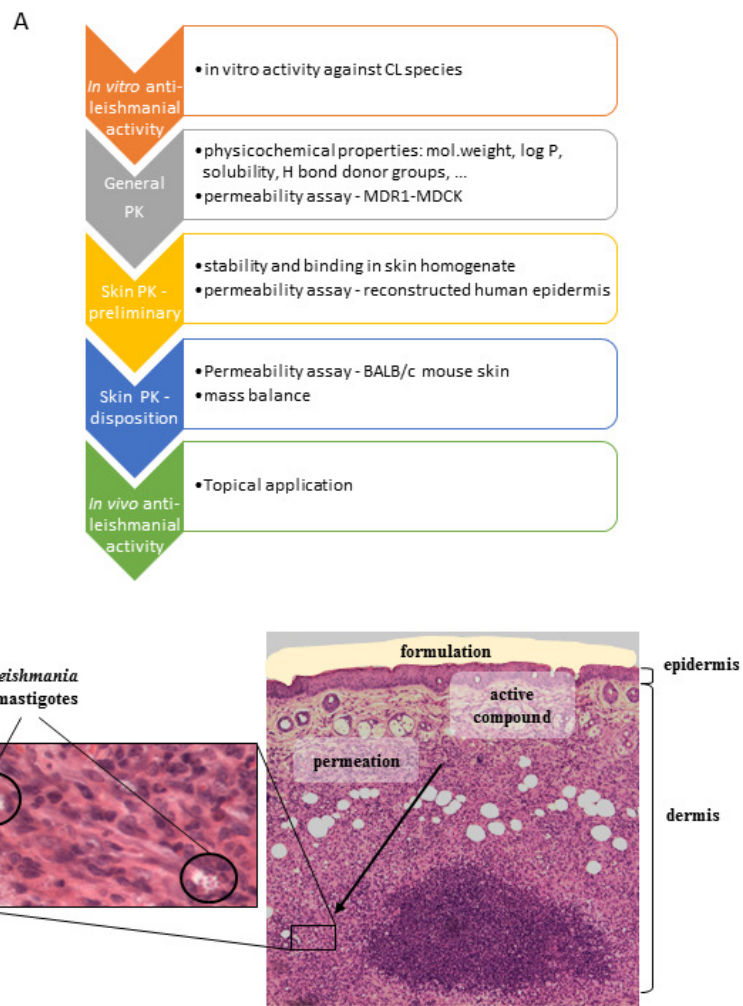 A
In vitro anti-
leishmanial
activity
•in vitro activity against CL species
General
PK
•physicochemical properties: mol.weight, log P,
solubility, H bond donor groups, ...
•permeability assay - MDR1-MDCK
Skin PK -
preliminary
•stability and binding in skin homogenate
•permeability assay - reconstructed human epidermis
Skin PK -
disposition
•Permeability assay - BALB/c mouse skin
•mass balance
In vivo anti-
leishmanial
activity
•Topical application
eishmania
mastigotes
formulation
epidermis
active
compound
permeation
dermis